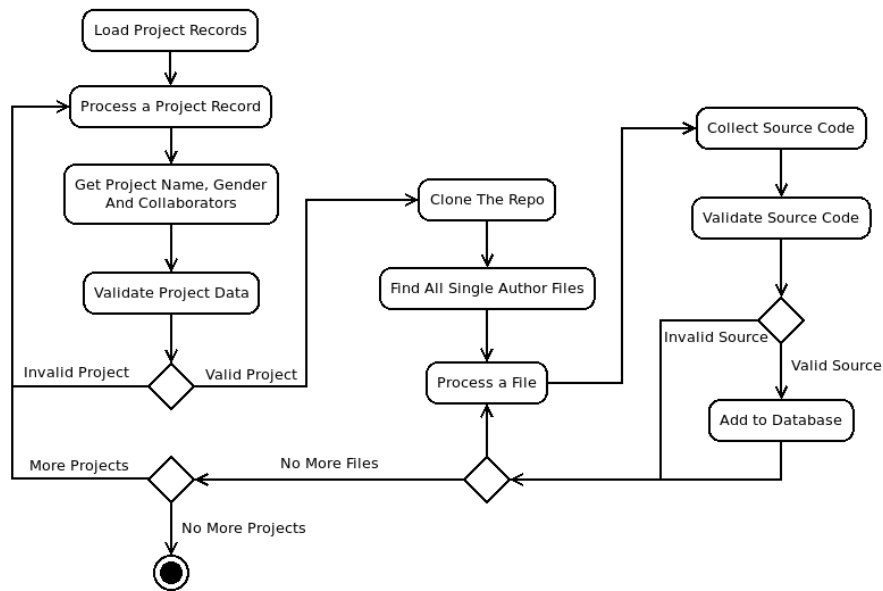 Load Project Records
Process a Project Record
Get Project Name, Gender
And Collaborators
Validate Project Data
Invalid Project
Valid Project
More Projects
No More Projects
Clone The Repo
Find All Single Author Files
Process a File
No More Files
Collect Source Code
Validate Source Code
Invalid Source
Valid Source
Add to Database